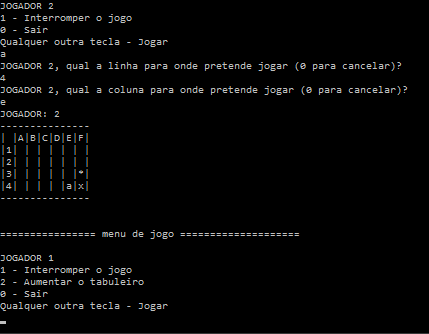 JOGADOR 2
1 - Interromper o jogo
0 - Sair
Qualquer outra tecla - Jogar
a
JOGADOR 2, qual a linha para onde pretende jogar (0 para cancelar)?
4
JOGADOR 2, qual a coluna para onde pretende jogar (0 para cancelar)?
e
JOGADOR: 2
---------------
| |A|B|C|D|E|F|
|1| | | | | | |
|2| | | | | | |
|3| | | | | |*|
|4| | | | |a|x|
---------------
================ menu de jogo ====================
JOGADOR 1
1 - Interromper o jogo
2 - Aumentar o tabuleiro
0 - Sair
Qualquer outra tecla - Jogar